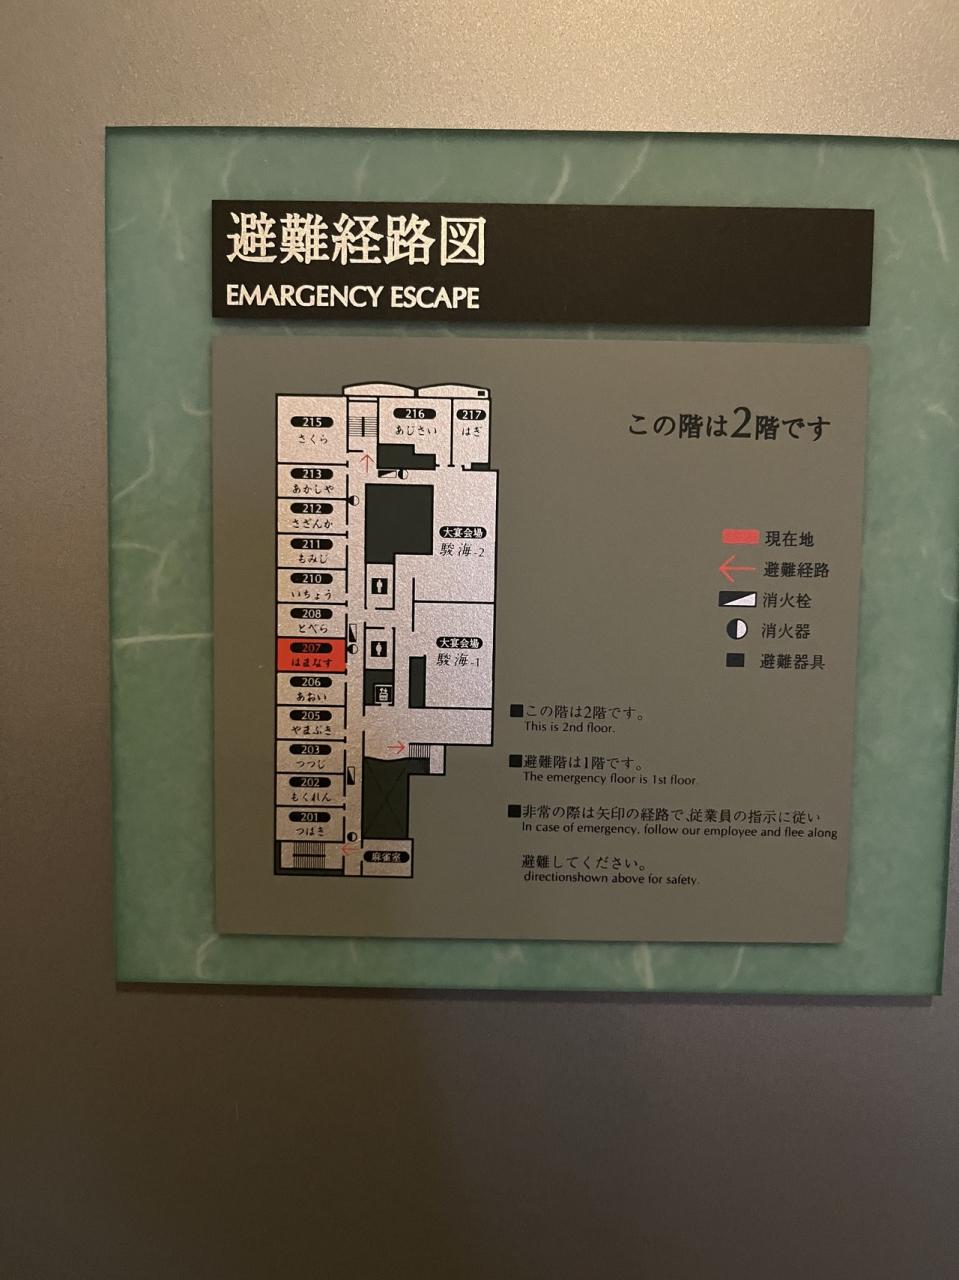 避難経路図
EMARGENCY ESCAPE
この階は2階です
215
さくら
216
あじさい
217
はぎ
213
あかしや
212
さざんか
211
もみじ
210
いちょう
208
とべら
207
はまなす
206
あおい
205
やまぶき
203
つつじ
202
もくれん
201
つばき
大宴会場
駿海-2
大宴会場
駿海-1
麻雀室
現在地
避難経路
消火栓
消火器
避難器具
■この階は2階です。
This is 2nd floor.
■避難階は1階です。
The emergency floor is 1st floor.
■非常の際は矢印の経路で、従業員の指示に従い
In case of emergency, follow our employee and flee along
避難してください。
directionshown above for safety.